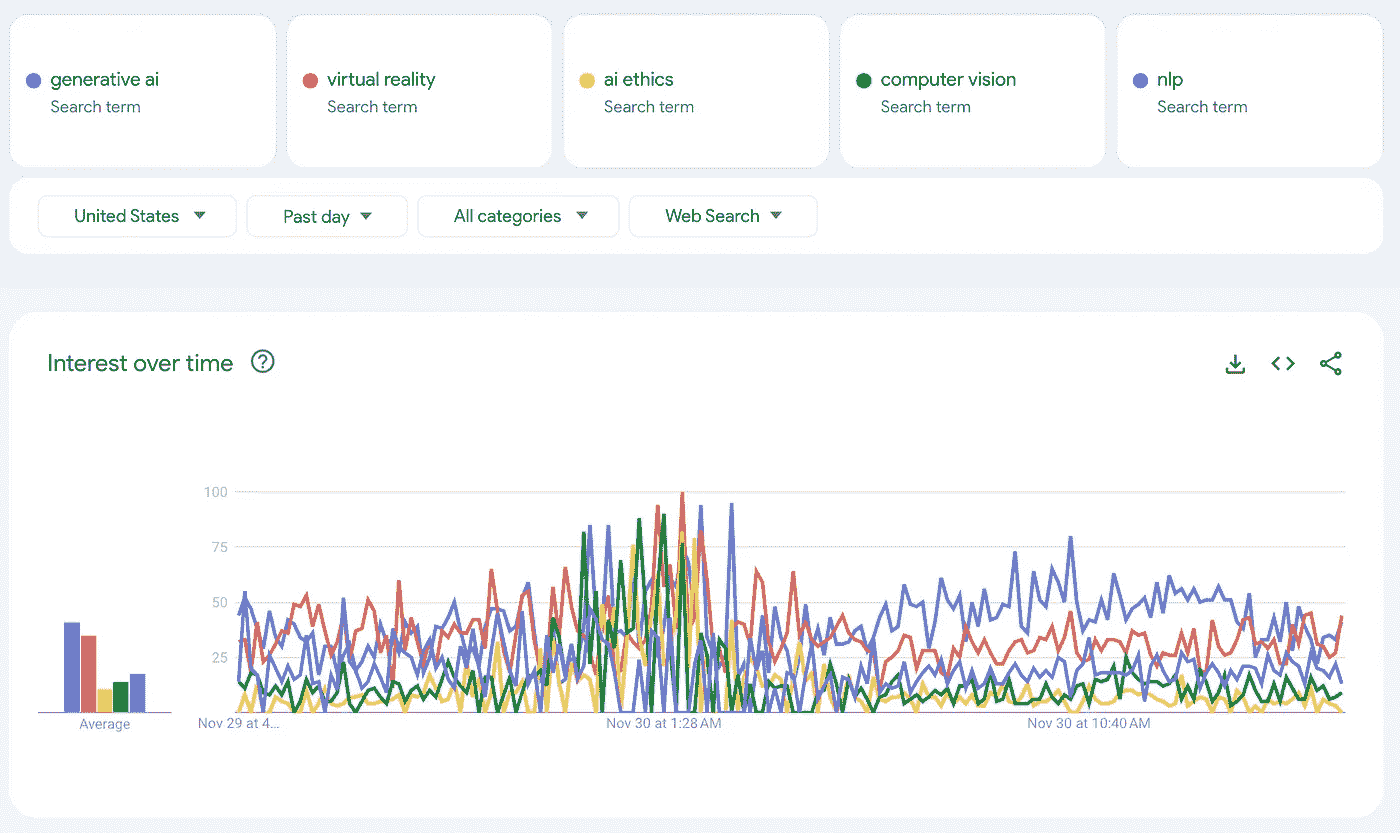 generative ai
Search term
virtual reality
Search term
ai ethics
Search term
computer vision
Search term
nlp
Search term
United States
Past day
All categories
Web Search
Interest over time
?
100
75
50
25
Average
Nov 29 at 4...
Nov 30 at 1:28 AM
Nov 30 at 10:40 AM